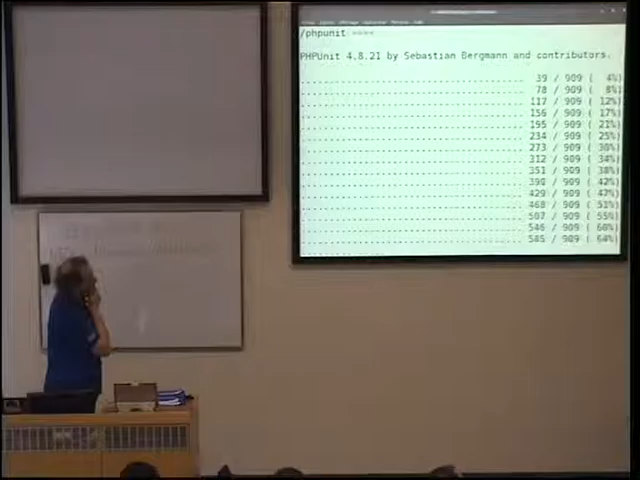 /phpunit
PHPUnit 4.8.21 by Sebastian Bergmann and contributors.
............................................................... 39 / 909 ( 4%)
............................................................... 78 / 909 ( 8%)
............................................................... 117 / 909 ( 12%)
............................................................... 156 / 909 ( 17%)
............................................................... 195 / 909 ( 21%)
............................................................... 234 / 909 ( 25%)
............................................................... 273 / 909 ( 30%)
............................................................... 312 / 909 ( 34%)
............................................................... 351 / 909 ( 38%)
............................................................... 390 / 909 ( 42%)
............................................................... 429 / 909 ( 47%)
............................................................... 468 / 909 ( 51%)
............................................................... 507 / 909 ( 55%)
............................................................... 546 / 909 ( 60%)
............................................................... 585 / 909 ( 64%)